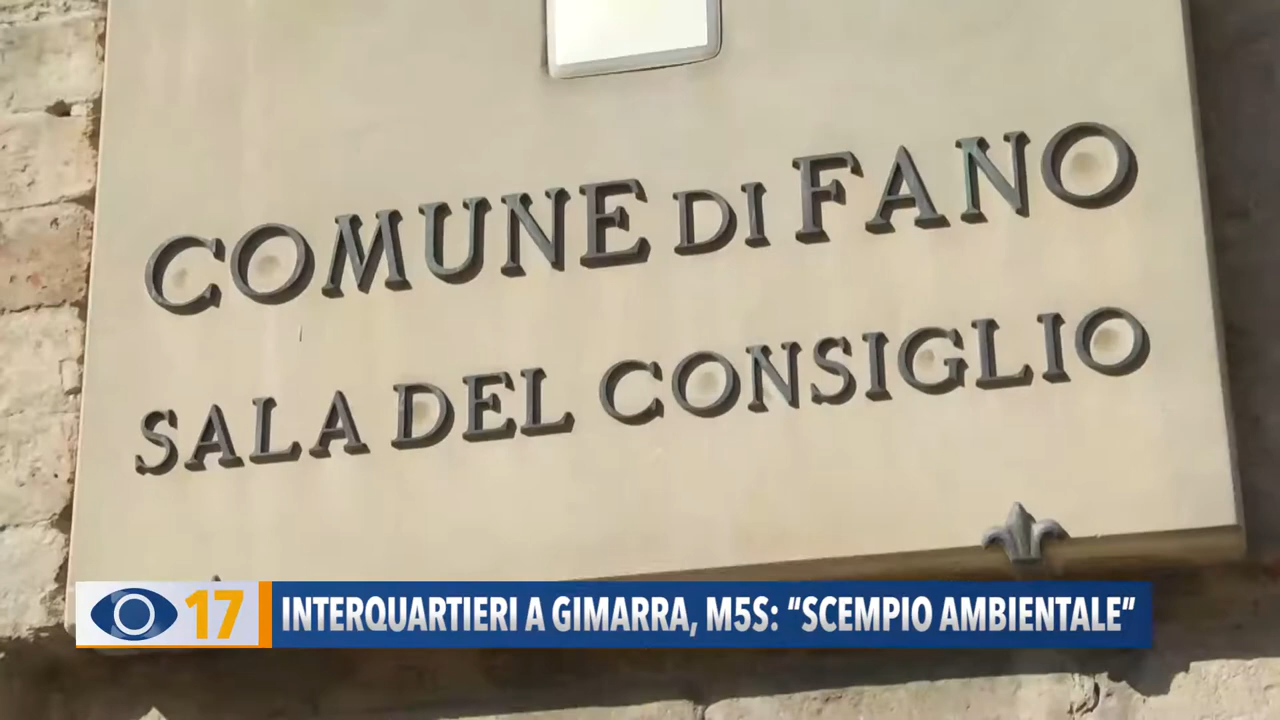 COMUNE DI FANO
SALA DEL CONSIGLIO
17 INTERQUARTIERI A GIMARRA, M5S: “SCEMPIO AMBIENTALE”